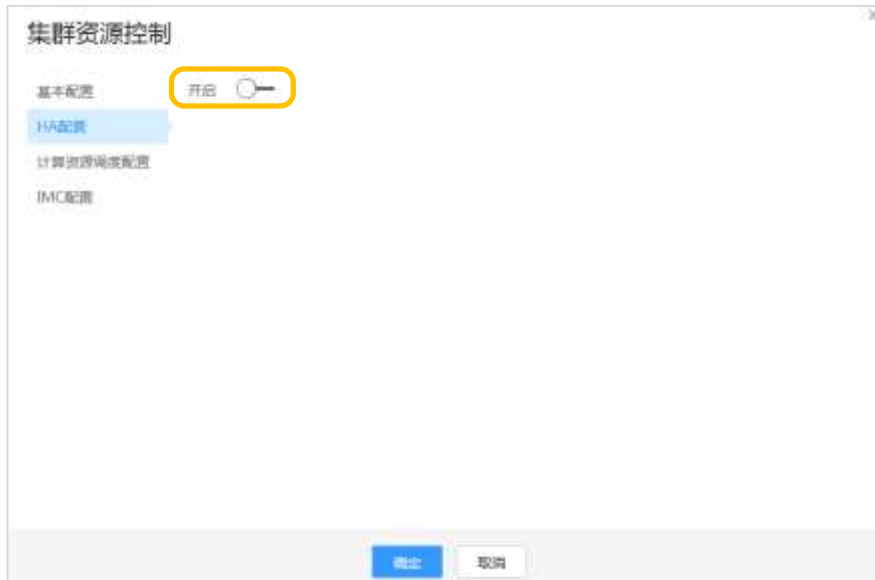 集群资源控制
基本配置
开启
HA配置
计算资源调度配置
IMC配置
确定
取消